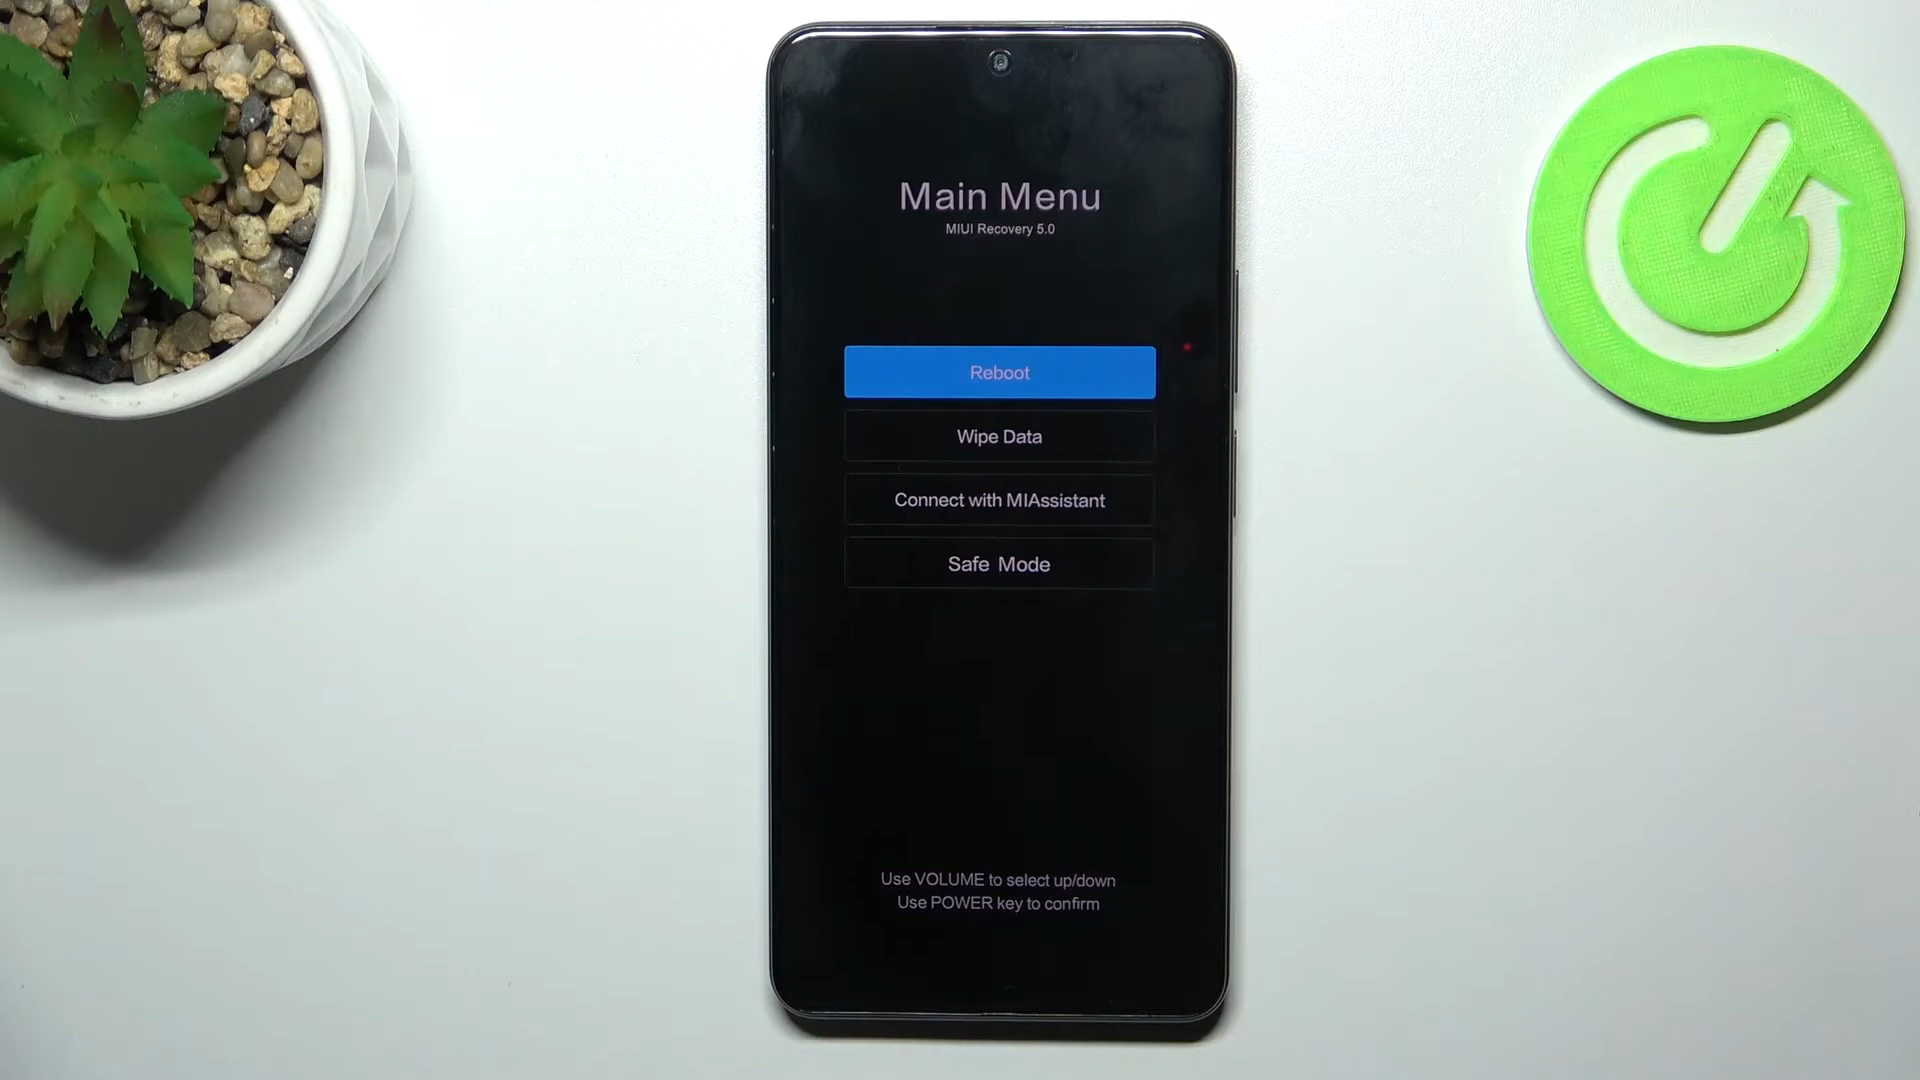 Main Menu
MIUI Recovery 5.0
Reboot
Wipe Data
Connect with MIAssistant
Safe Mode
Use VOLUME to select up/down
Use POWER key to confirm